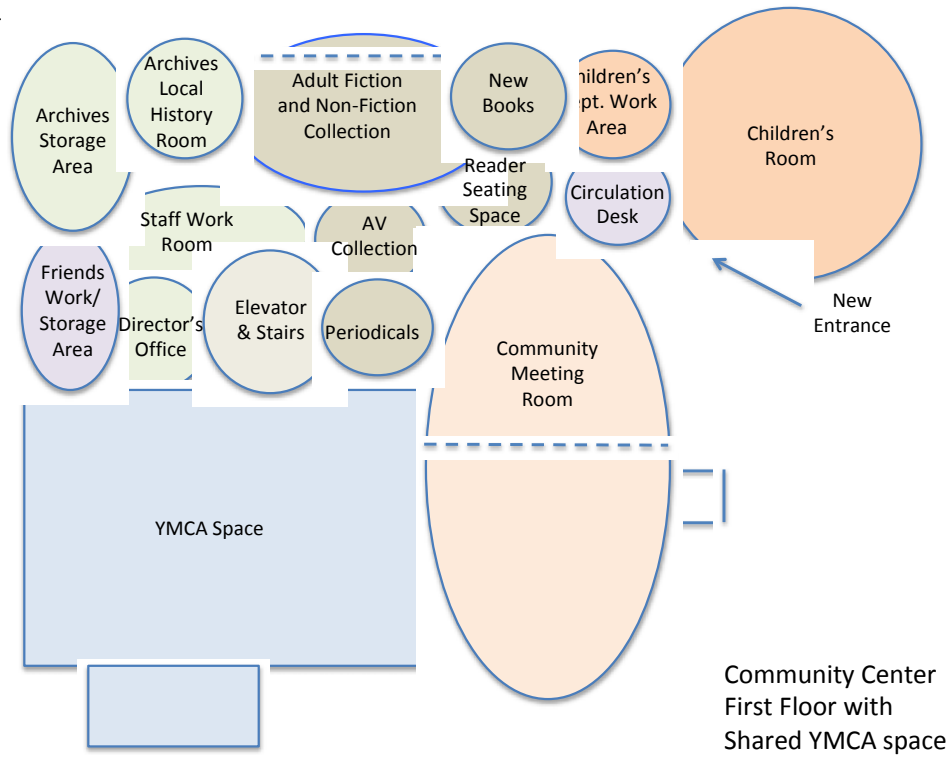 Archives
Storage
Area
Archives
Local
History
Room
Adult Fiction
and Non-Fiction
Collection
New
Books
hildren's
ept. Work
Area
Children's
Room
Staff Work
Room
AV
Collection
Reader
Seating
Space
Circulation
Desk
Friends
Work/
Storage
Area
Director's
Office
Elevator
& Stairs
Periodicals
Community
Meeting
Room
New
Entrance
YMCA Space
Community Center
First Floor with
Shared YMCA space